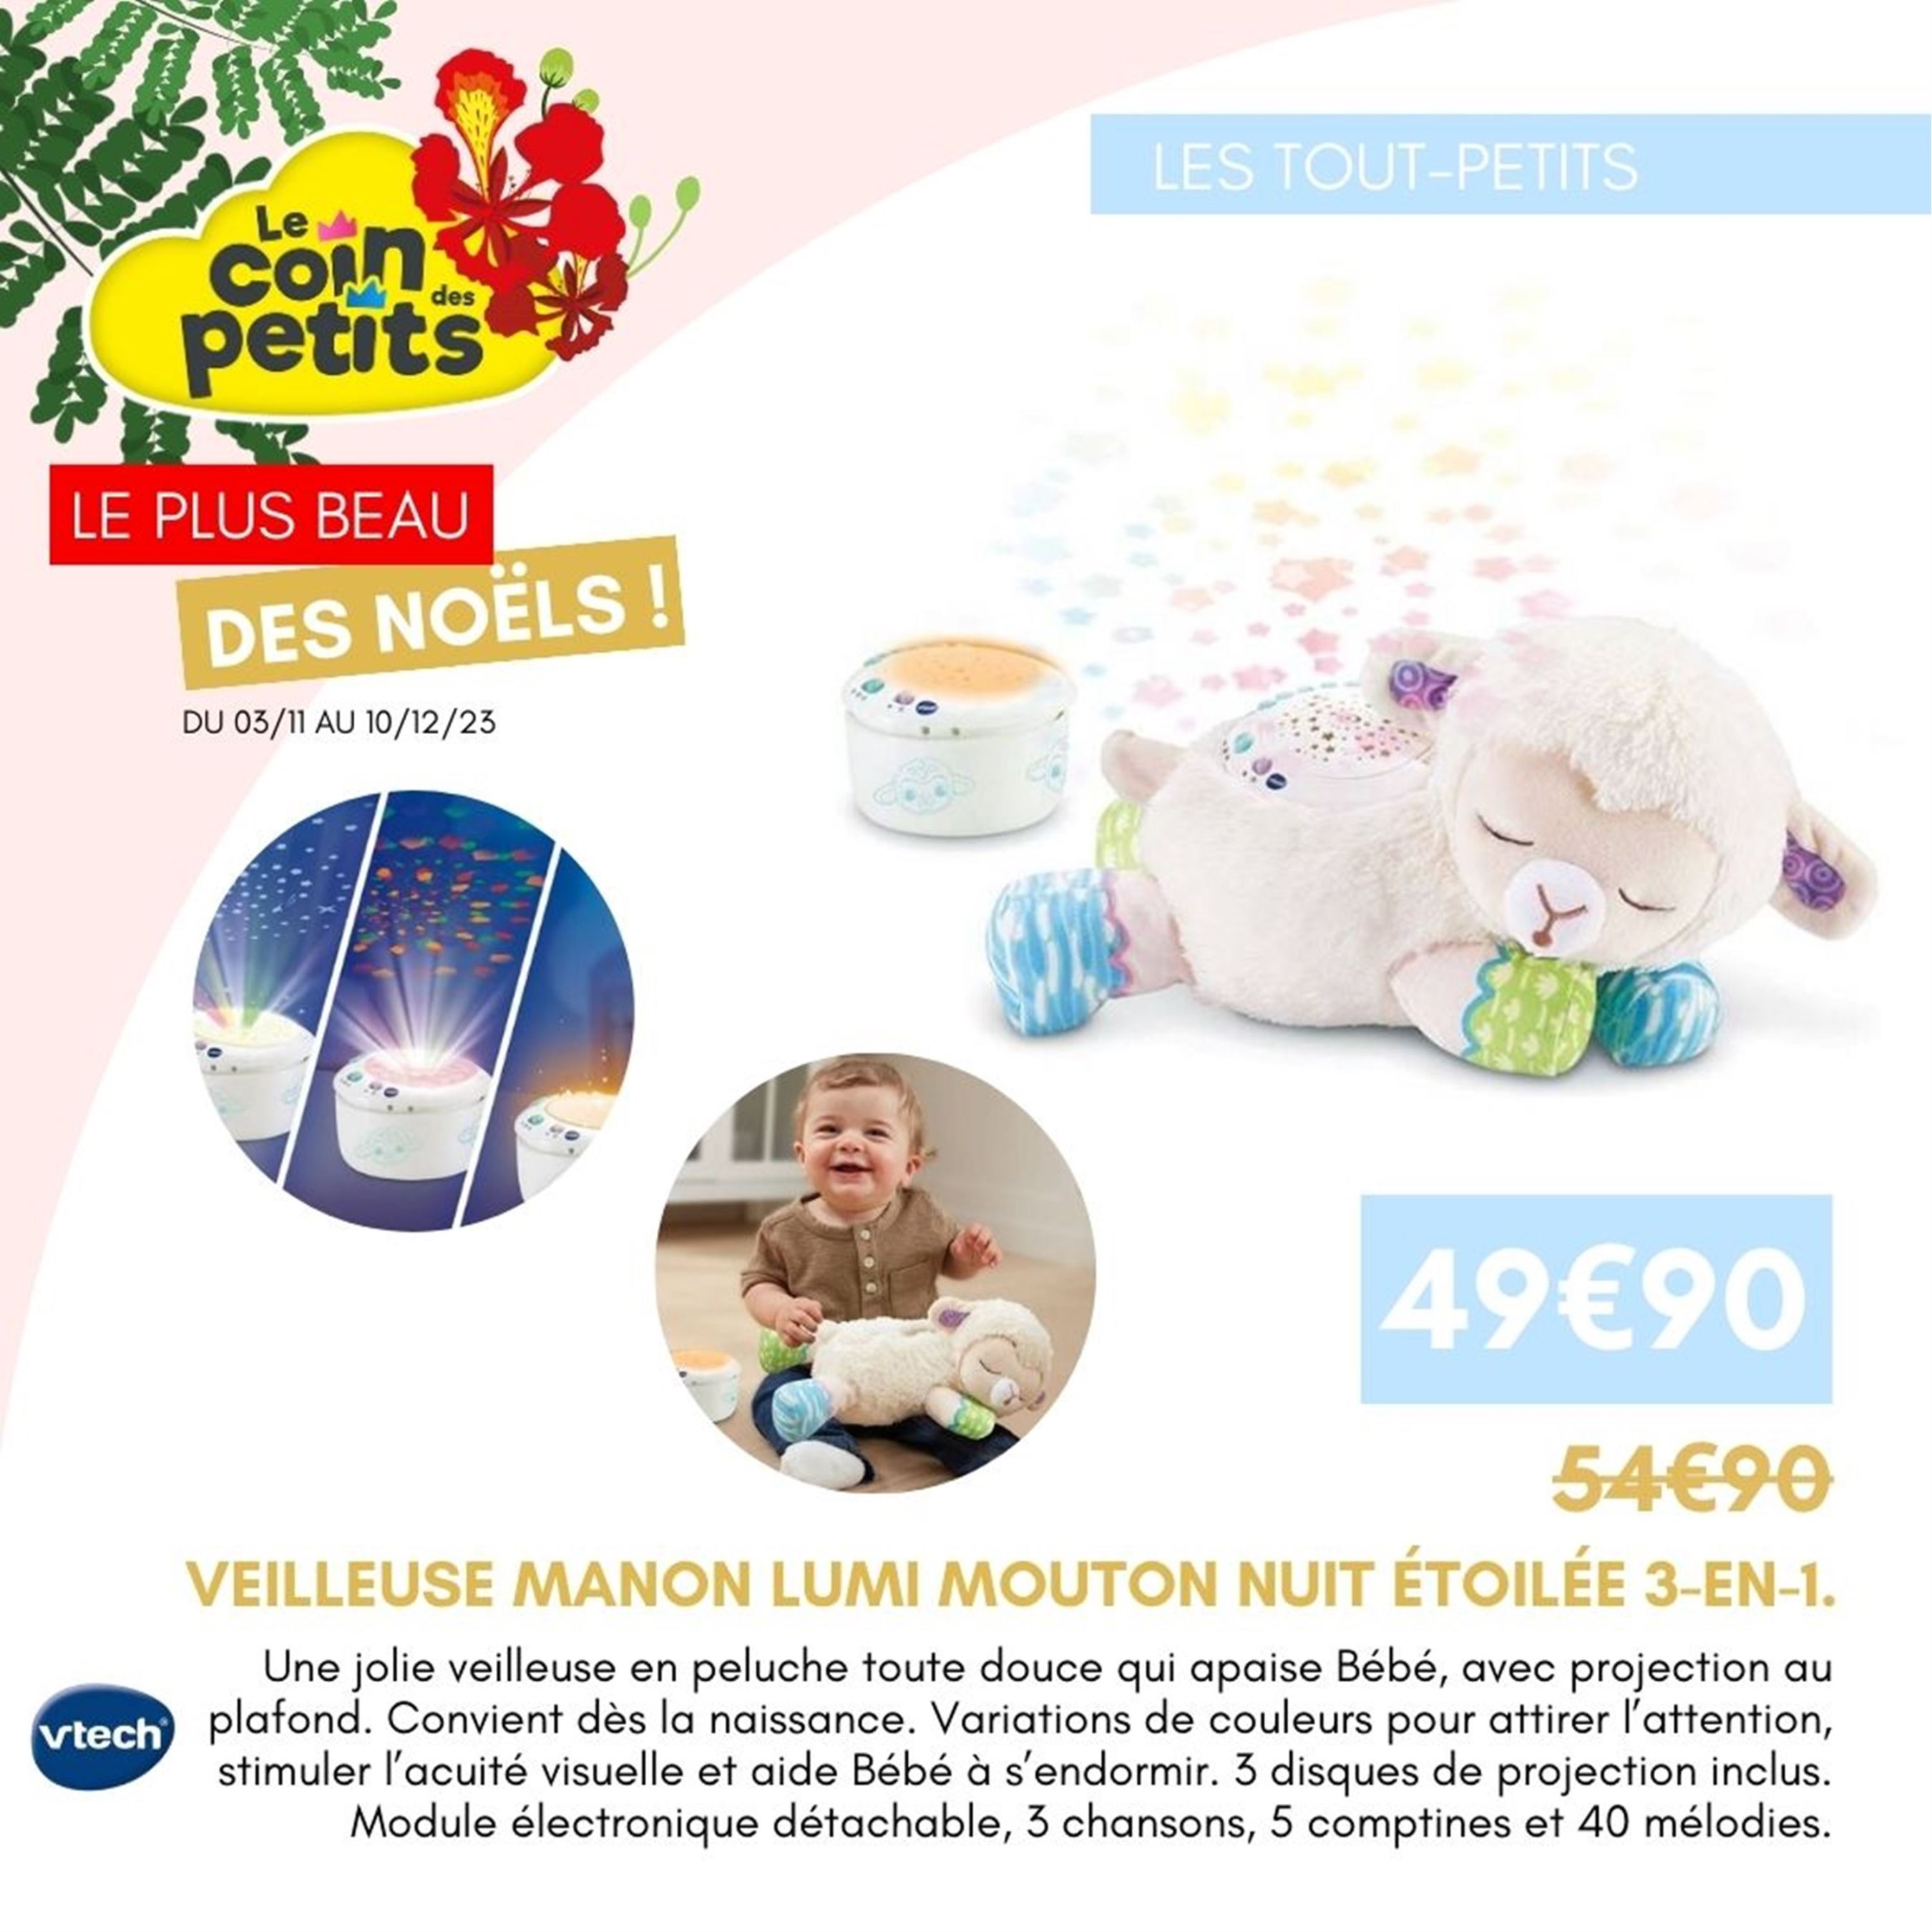 Le
coin
des
petits
LES TOUT-PETITS
LE PLUS BEAU
DES NOËLS !
DU 03/11 AU 10/12/23
49€90
54€90
VEILLEUSE MANON LUMI MOUTON NUIT ÉTOILÉE 3-EN-1.
Une jolie veilleuse en peluche toute douce qui apaise Bébé, avec projection au
plafond. Convient dès la naissance. Variations de couleurs pour attirer l'attention,
stimuler l'acuité visuelle et aide Bébé à s'endormir. 3 disques de projection inclus.
Module électronique détachable, 3 chansons, 5 comptines et 40 mélodies.
vtech